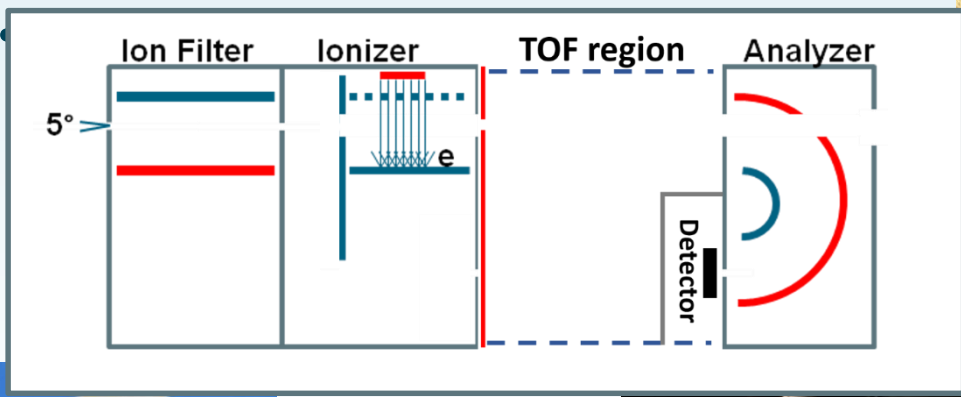 Ion Filter
Ionizer
TOF region
Analyzer
5°
e
Detector